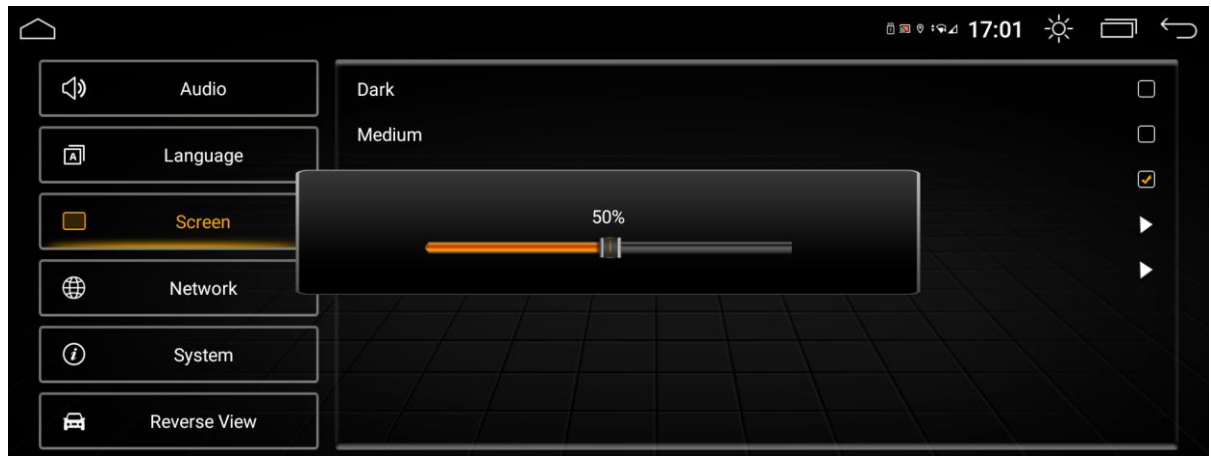 17:01
Audio
Language
Screen
Network
System
Reverse View
Dark
Medium
50%